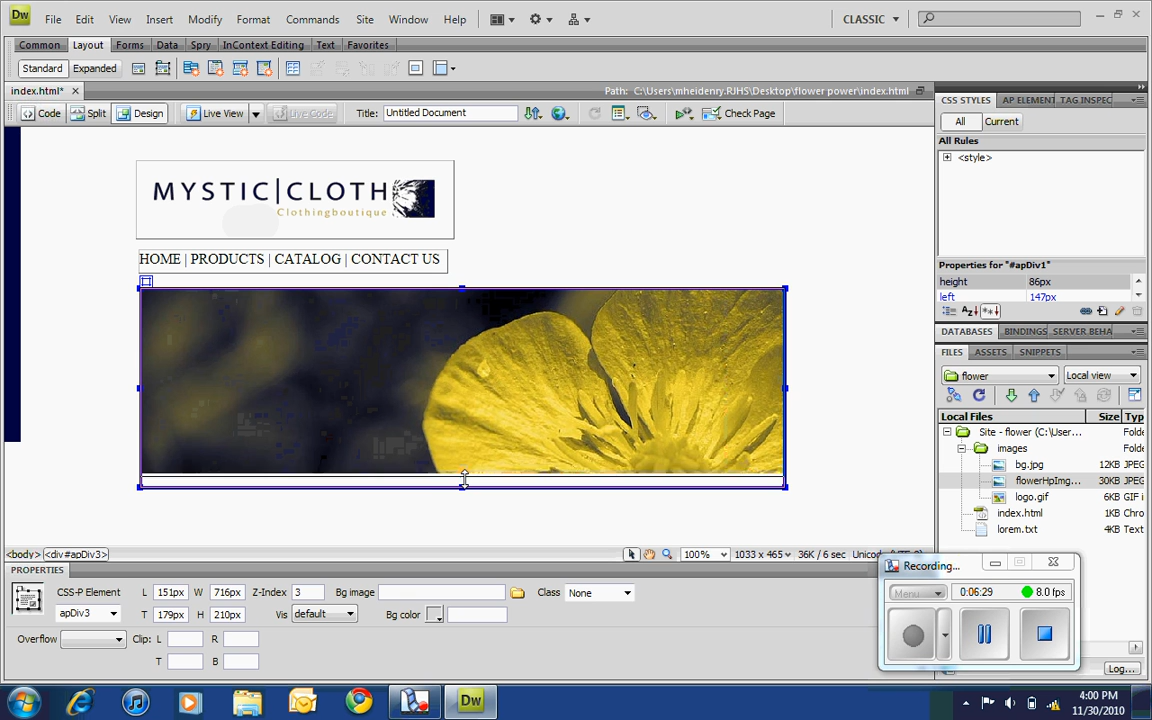 Dw File Edit View Insert Modify Format Commands Site Window Help CLASSIC
Common Layout Forms Data Spry InContext Editing Text Favorites
Standard Expanded
index.html* Path: C:\Users\mheidenry.RJHS\Desktop\flower power\index.html
Code Split Design Live View Live Code Title: Untitled Document Check Page
CSS STYLES AP ELEMENT TAG INSPEC
All Current
All Rules
<style>
MYSTIC|CLOTH
Clothingboutique
HOME | PRODUCTS | CATALOG | CONTACT US
Properties for "#apDiv1"
height 86px
left 147px
DATABASES BINDINGS SERVER BEHA
FILES ASSETS SNIPPETS
flower Local view
Local Files Size Typ
Site - flower (C:\User... Folde
images Folde
bg.jpg 12KB JPEG
flowerHpImg... 30KB JPEG
logo.gif 6KB GIF i
index.html 1KB Chro
lorem.txt 4KB Text
<body> <div#apDiv3> 100% 1033 x 465 36K / 6 sec
PROPERTIES
CSS-P Element L 151px W 716px Z-Index 3 Bg image Class None
apDiv3 T 179px H 210px Vis default Bg color
Overflow Clip: L R
T B
Recording...
Menu 0:06:29 8.0 fps
Log...
Dw
4:00 PM
11/30/2010